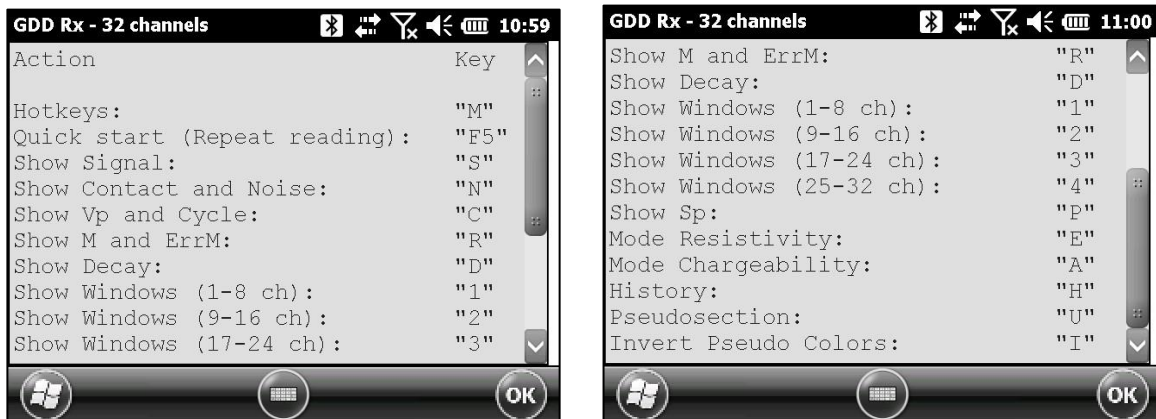 GDD Rx - 32 channels 10:59
Action Key
Hotkeys: "M"
Quick start (Repeat reading): "F5"
Show Signal: "S"
Show Contact and Noise: "N"
Show Vp and Cycle: "C"
Show M and ErrM: "R"
Show Decay: "D"
Show Windows (1-8 ch): "1"
Show Windows (9-16 ch): "2"
Show Windows (17-24 ch): "3"
OK
GDD Rx - 32 channels 11:00
Show M and ErrM: "R"
Show Decay: "D"
Show Windows (1-8 ch): "1"
Show Windows (9-16 ch): "2"
Show Windows (17-24 ch): "3"
Show Windows (25-32 ch): "4"
Show Sp: "P"
Mode Resistivity: "E"
Mode Chargeability: "A"
History: "H"
Pseudosection: "U"
Invert Pseudo Colors: "I"
OK